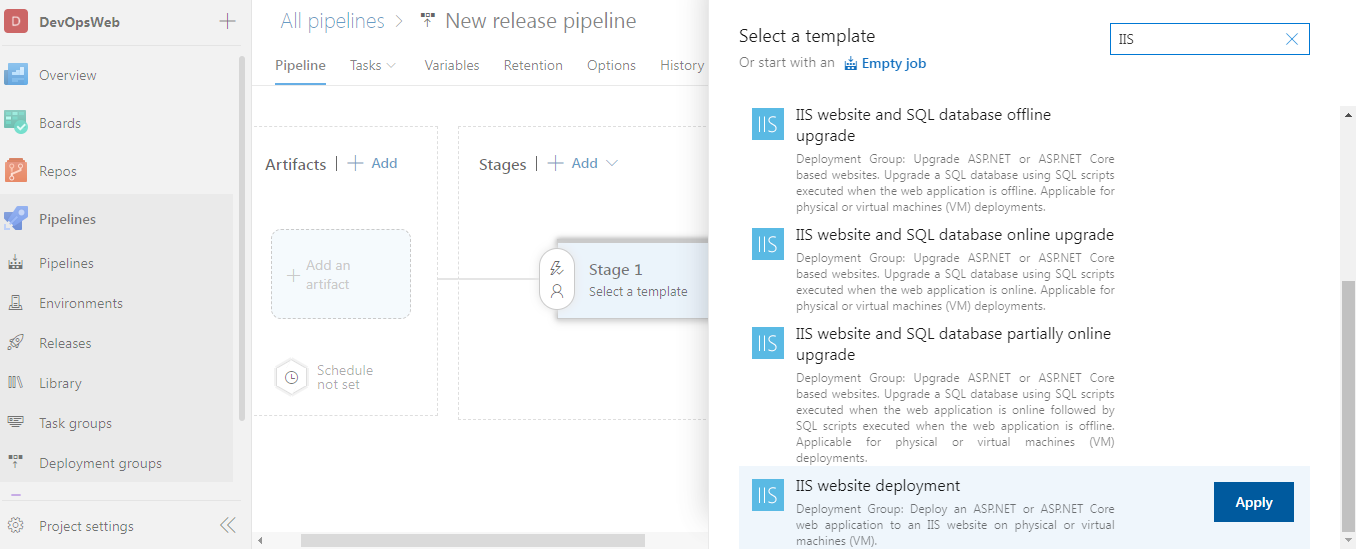 D DevOpsWeb
Overview
Boards
Repos
Pipelines
Pipelines
Environments
Releases
Library
Task groups
Deployment groups
Project settings
All pipelines > New release pipeline
Pipeline Tasks Variables Retention Options History
Artifacts | + Add
Add an
artifact
Schedule
not set
Stages | + Add
Stage 1
Select a template
Select a template
IIS
Or start with an Empty job
IIS
IIS website and SQL database offline
upgrade
Deployment Group: Upgrade ASP.NET or ASP.NET Core
based websites. Upgrade a SQL database using SQL scripts
executed when the web application is offline. Applicable for
physical or virtual machines (VM) deployments.
IIS
IIS website and SQL database online upgrade
Deployment Group: Upgrade ASP.NET or ASP.NET Core
based websites. Upgrade a SQL database using SQL scripts
executed when the web application is online. Applicable for
physical or virtual machines (VM) deployments.
IIS
IIS website and SQL database partially online
upgrade
Deployment Group: Upgrade ASP.NET or ASP.NET Core
based websites. Upgrade a SQL database using SQL scripts
executed when the web application is online followed by
SQL scripts executed when the web application is offline.
Applicable for physical or virtual machines (VM)
deployments.
IIS
IIS website deployment
Deployment Group: Deploy an ASP.NET or ASP.NET Core
web application to an IIS website on physical or virtual
machines (VM).
Apply